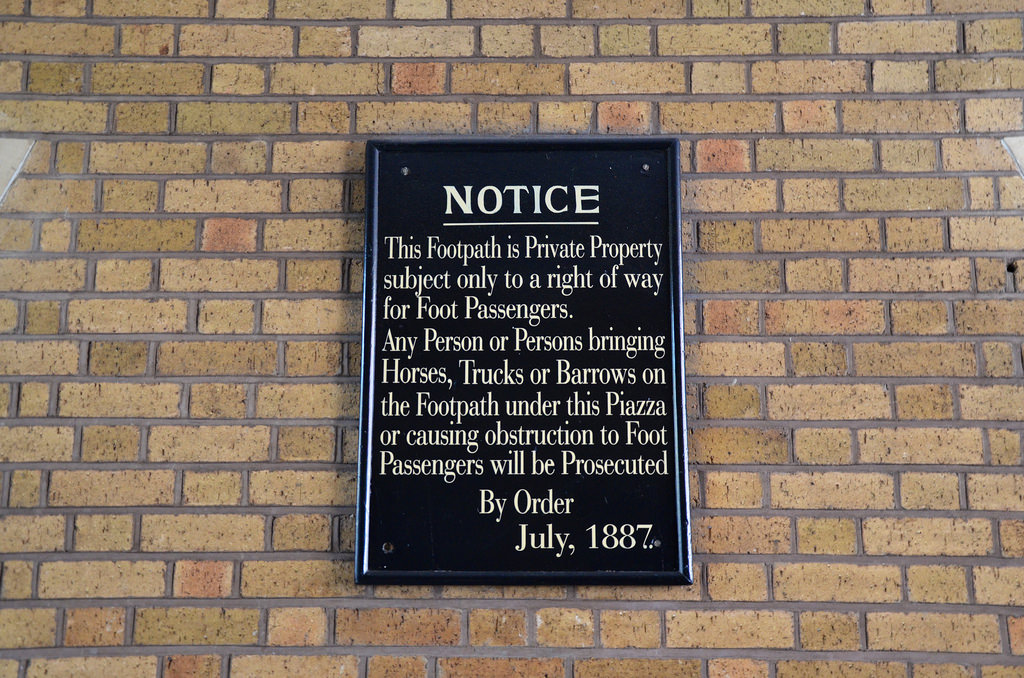 NOTICE
This Footpath is Private Property
subject only to a right of way
for Foot Passengers.
Any Person or Persons bringing
Horses, Trucks or Barrows on
the Footpath under this Piazza
or causing obstruction to Foot
Passengers will be Prosecuted
By Order
July, 1887.